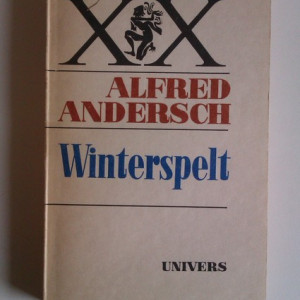 XX
ALFRED
ANDERSCH
Winterspelt
UNIVERS